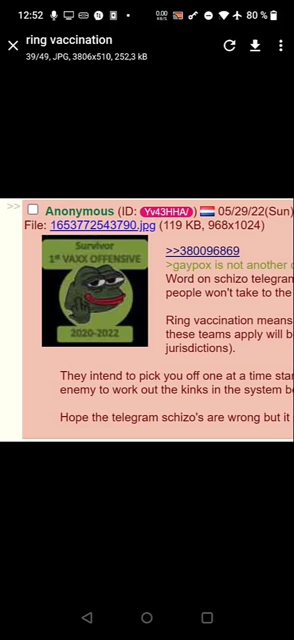 12:52
0.00
KB/S
80 %
ring vaccination
39/49, JPG, 3806x510, 252,3 kB
>> Anonymous (ID: Yv43HHA/) 05/29/22(Sun)
File: 1653772543790.jpg (119 KB, 968x1024)
Survivor
1st VAXX OFFENSIVE
2020-2022
>>380096869
>gaypox is not another
Word on schizo telegram
people won't take to the
Ring vaccination means
these teams apply will b
jurisdictions).
They intend to pick you off one at a time star
enemy to work out the kinks in the system b
Hope the telegram schizo's are wrong but it